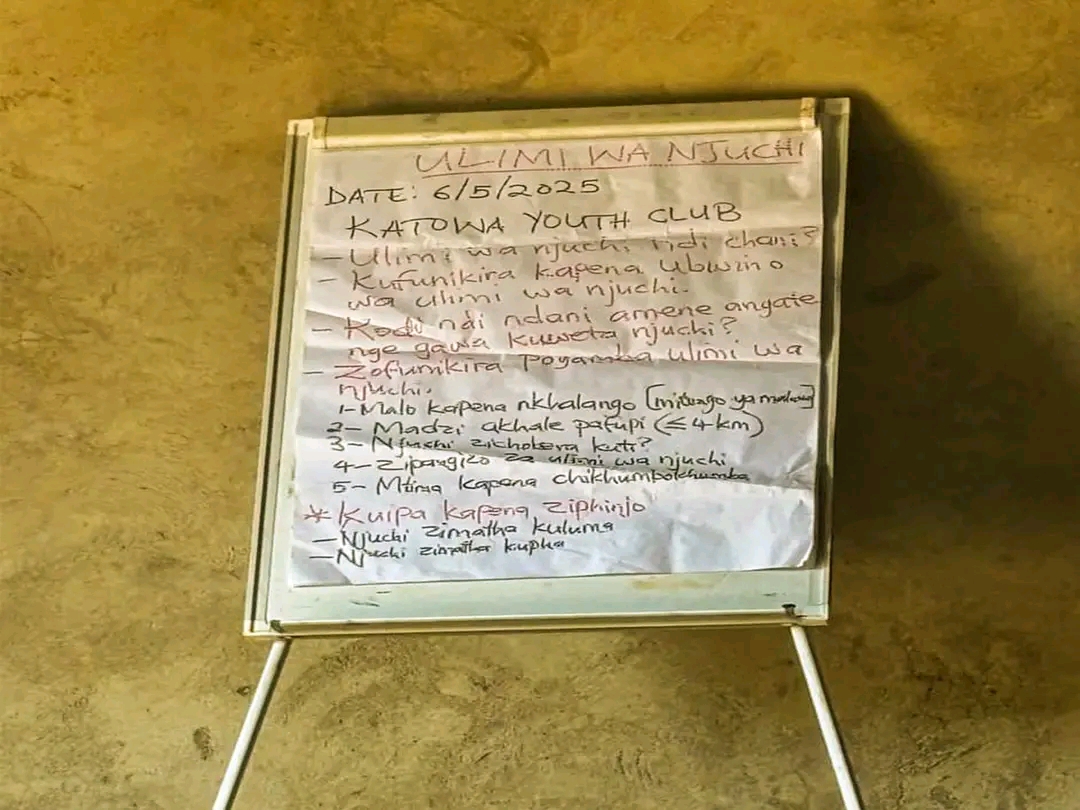 ULIMI WA NJUCHI
DATE: 6/5/2025
KATOWA YOUTH CLUB
- Ulimi wa njuchi ndi chani?
- Kufunikira kapena ubwino
wa ulimi wa njuchi.
- Kodi ndi ndani amene angate
nge gawa kuweta njuchi?
- Zofunikira poyamba ulimi wa
njuchi.
1- Malo kapena nkhalango [mitengo ya
2- Madzi akhale pafupi (≤ 4 km)
3- Njuchi zichokera kuti?
4- Zipangizo za ulimi wa njuchi
5- Mtima kapena
* Kuipa kapena ziphinjo
- Njuchi zimatha kuluma
- Njuchi zimatha kupha